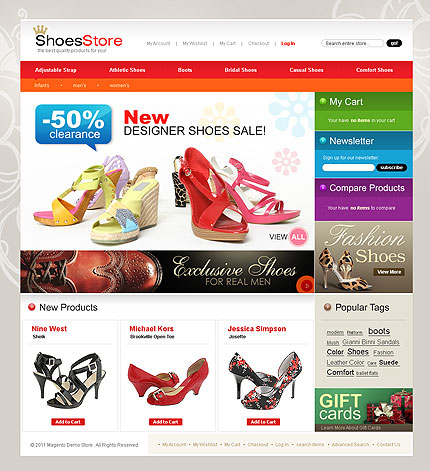 ShoesStore
the best quality products for you!
My Account | My Wishlist | My Cart | Checkout | Log In
Search entire store...
go!
Adjustable Strap
Athletic Shoes
Boots
Bridal Shoes
Casual Shoes
Comfort Shoes
Infants
men's
women's
-50%
clearance
New
DESIGNER SHOES SALE!
VIEW ALL
My Cart
Your have no items in your cart
Newsletter
Sign up for our newsletter:
subscribe
Compare Products
You have no items to compare
Exclusive Shoes
FOR REAL MEN
Fashion
Shoes
View More
New Products
Nine West
Sheik
Add to Cart
Michael Kors
Brookville Open Toe
Add to Cart
Jessica Simpson
Josette
Add to Cart
Popular Tags
modern Platform boots
blush Gianni Binni Sandals
Color Shoes Fashion
Leather Color Care Suede
Comfort ballet flats
GIFT
cards
Learn More About Gift Cards
© 2011 Magento Demo Store. All Rights Reserved.
My Account
My Wishlist
My Cart
Checkout
Log In
search items
Advanced Search
Contact Us